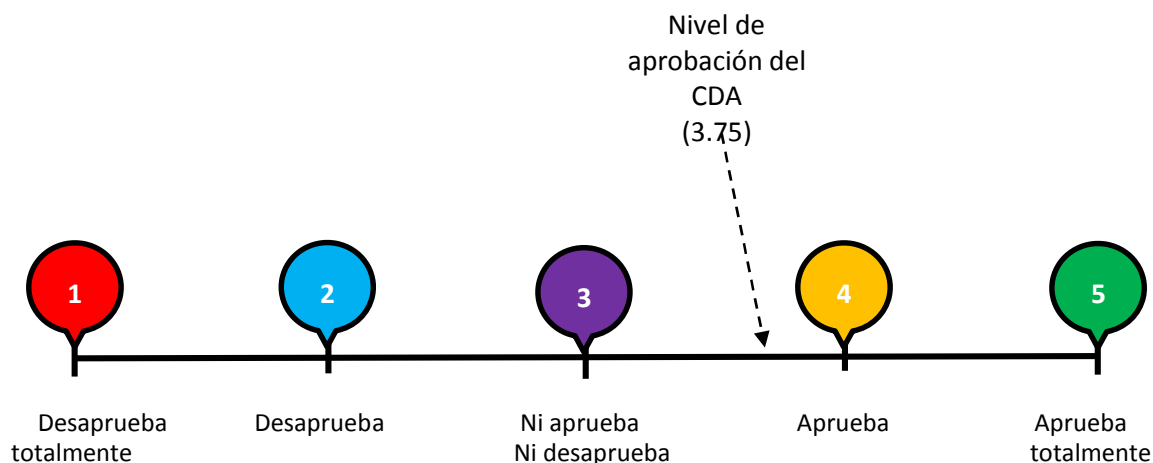 Nivel de
aprobación del
CDA
(3.75)
1
2
3
4
5
Desaprueba
totalmente
Desaprueba
Ni aprueba
Ni desaprueba
Aprueba
Aprueba
totalmente